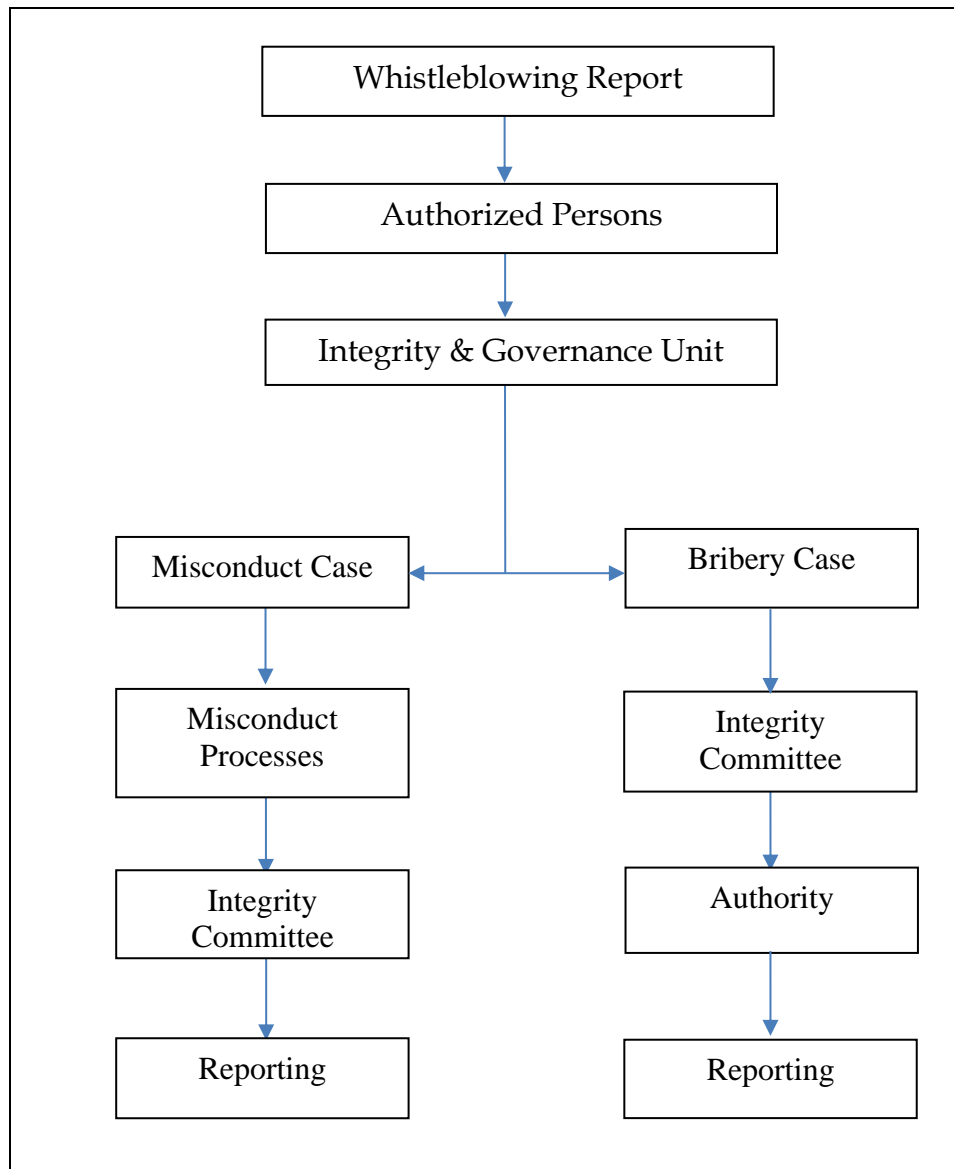 Whistleblowing Report
Authorized Persons
Integrity & Governance Unit
Misconduct Case
Bribery Case
Misconduct
Processes
Integrity
Committee
Integrity
Committee
Authority
Reporting
Reporting